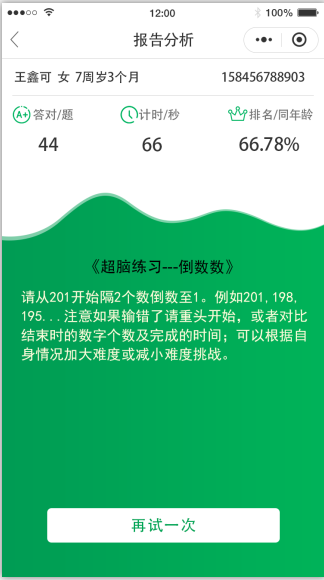 12:00
100%
报告分析
王鑫可 女 7周岁3个月 158456788903
A+ 答对/题 计时/秒 排名/同年龄
44 66 66.78%
《超脑练习---倒数数》
请从201开始隔2个数倒数至1。例如201,198,
195...注意如果输错了请重头开始，或者对比
结束时的数字个数及完成的时间；可以根据自
身情况加大难度或减小难度挑战。
再试一次